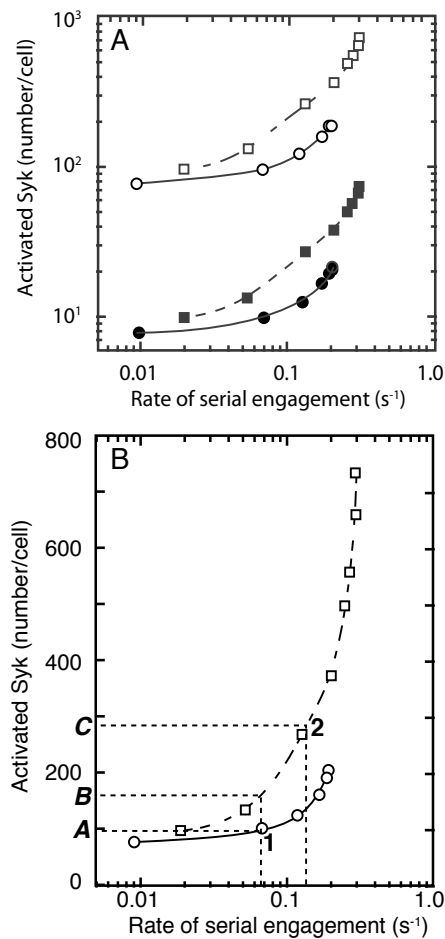 A
10³
10²
10¹
Activated Syk (number/cell)
0.01 0.1 1.0
Rate of serial engagement (s⁻¹)
B
800
600
400
200
0
C
B
A
2
1
Activated Syk (number/cell)
0.01 0.1 1.0
Rate of serial engagement (s⁻¹)